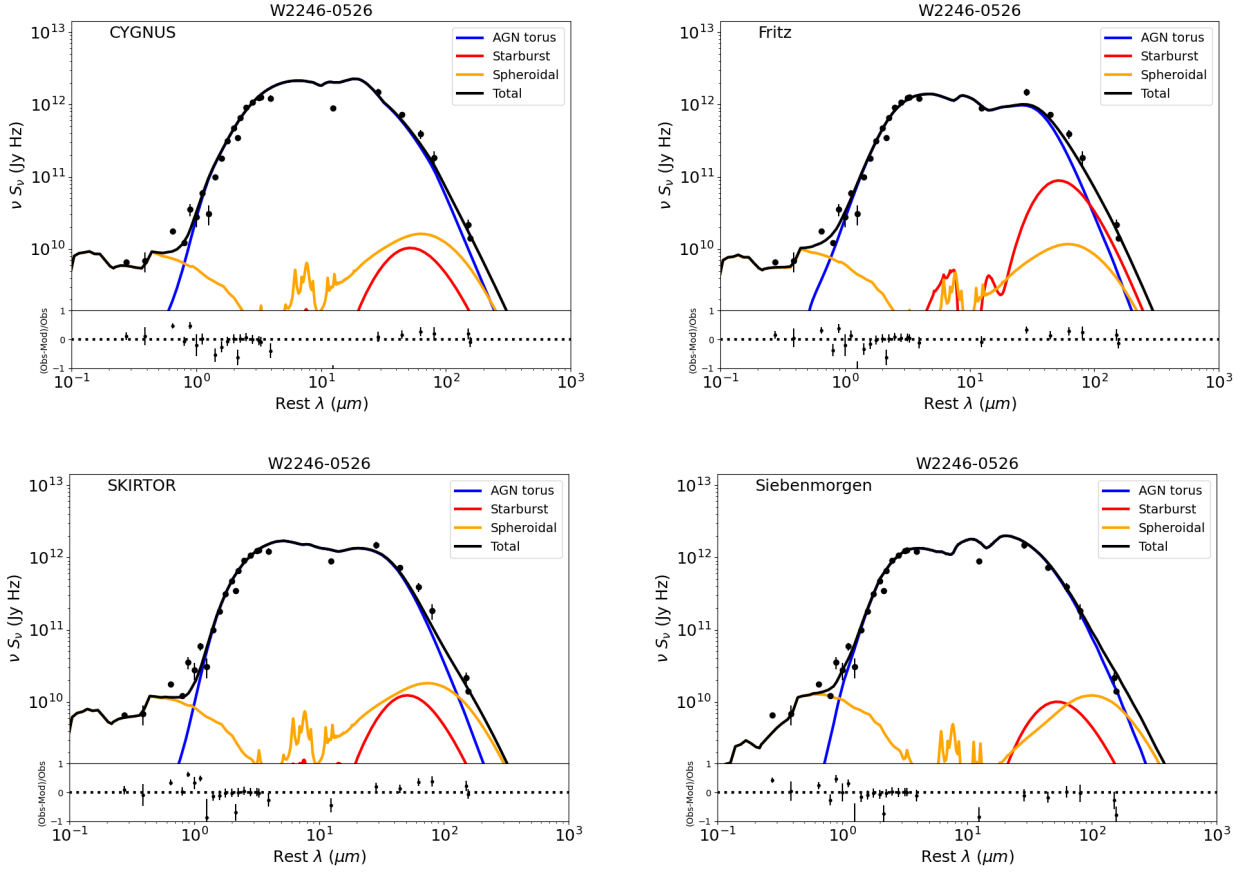 W2246-0526
CYGNUS
AGN torus
Starburst
Spheroidal
Total
10^13
10^12
10^11
10^10
ν S_ν (Jy Hz)
1
0
−1
(Obs-Mod)/Obs
10^−1 10^0 10^1 10^2 10^3
Rest λ (μm)
W2246-0526
Fritz
AGN torus
Starburst
Spheroidal
Total
10^13
10^12
10^11
10^10
ν S_ν (Jy Hz)
1
0
−1
(Obs-Mod)/Obs
10^−1 10^0 10^1 10^2 10^3
Rest λ (μm)
W2246-0526
SKIRTOR
AGN torus
Starburst
Spheroidal
Total
10^13
10^12
10^11
10^10
ν S_ν (Jy Hz)
1
0
−1
(Obs-Mod)/Obs
10^−1 10^0 10^1 10^2 10^3
Rest λ (μm)
W2246-0526
Siebenmorgen
AGN torus
Starburst
Spheroidal
Total
10^13
10^12
10^11
10^10
ν S_ν (Jy Hz)
1
0
−1
(Obs-Mod)/Obs
10^−1 10^0 10^1 10^2 10^3
Rest λ (μm)